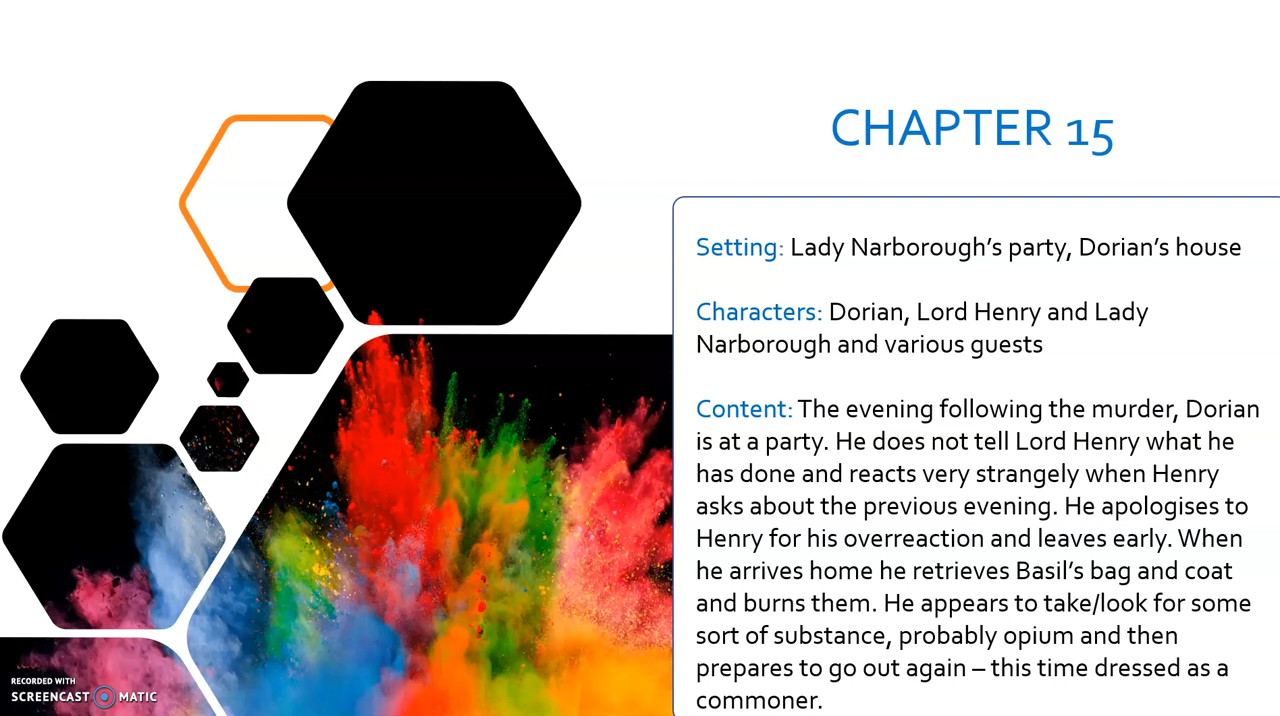 CHAPTER 15
Setting: Lady Narborough’s party, Dorian’s house
Characters: Dorian, Lord Henry and Lady
Narborough and various guests
Content: The evening following the murder, Dorian
is at a party. He does not tell Lord Henry what he
has done and reacts very strangely when Henry
asks about the previous evening. He apologises to
Henry for his overreaction and leaves early. When
he arrives home he retrieves Basil’s bag and coat
and burns them. He appears to take/look for some
sort of substance, probably opium and then
prepares to go out again – this time dressed as a
commoner.
RECORDED WITH
SCREENCAST MATIC